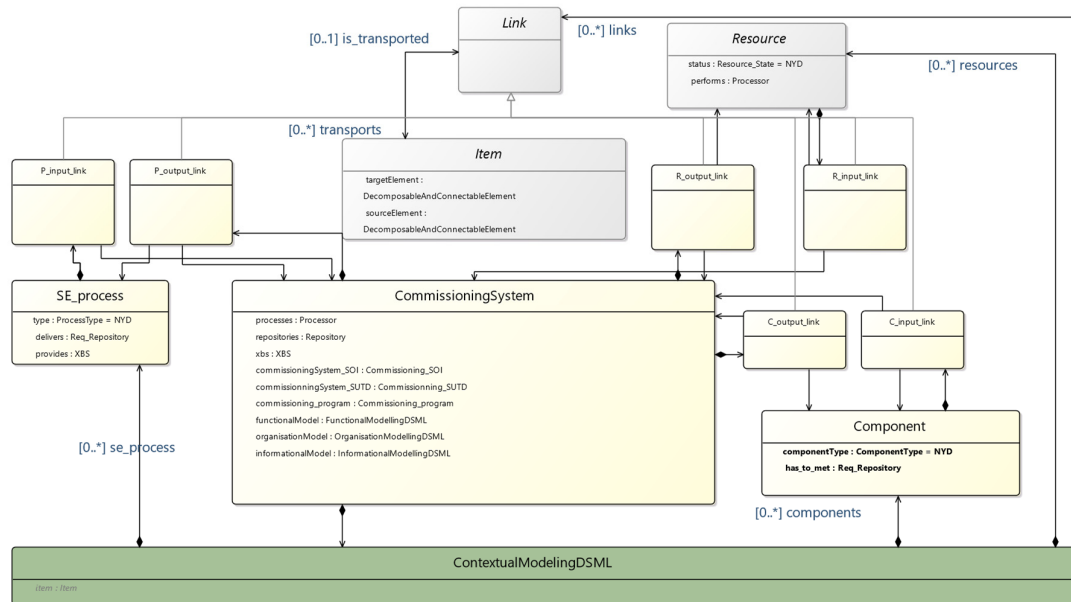 Link
[0..*] links
[0..1] is_transported
Resource
status : Resource_State = NYD
performs : Processor
[0..*] resources
[0..*] transports
Item
targetElement :
DecomposableAndConnectableElement
sourceElement :
DecomposableAndConnectableElement
P_input_link
P_output_link
R_output_link
R_input_link
SE_process
type : ProcessType = NYD
delivers : Req_Repository
provides : XBS
CommissioningSystem
processes : Processor
repositories : Repository
xbs : XBS
commissioningSystem_SOI : Commissioning_SOI
commissionningSystem_SUTD : Commissionning_SUTD
commissioning_program : Commissioning_program
functionalModel : FunctionalModellingDSML
organisationModel : OrganisationModellingDSML
informationalModel : InformationalModellingDSML
C_output_link
C_input_link
Component
componentType : ComponentType = NYD
has_to_met : Req_Repository
[0..*] se_process
[0..*] components
ContextualModelingDSML
item : Item